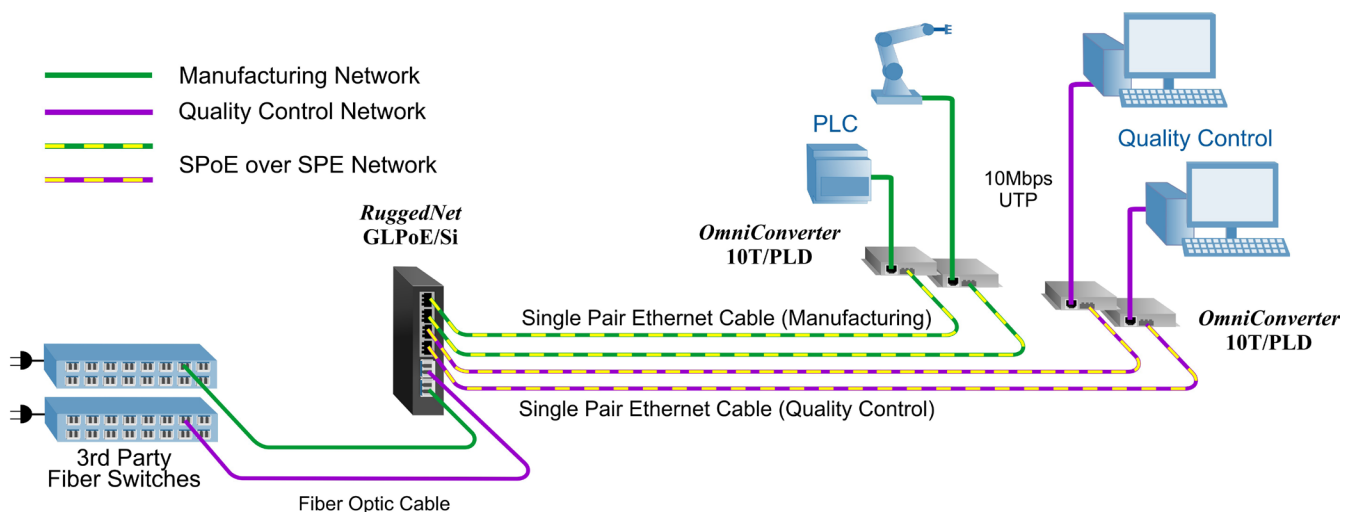 Manufacturing Network
Quality Control Network
SPoE over SPE Network
RuggedNet
GLPoE/Si
PLC
OmniConverter
10T/PLD
10Mbps
UTP
Quality Control
Single Pair Ethernet Cable (Manufacturing)
OmniConverter
10T/PLD
Single Pair Ethernet Cable (Quality Control)
3rd Party
Fiber Switches
Fiber Optic Cable